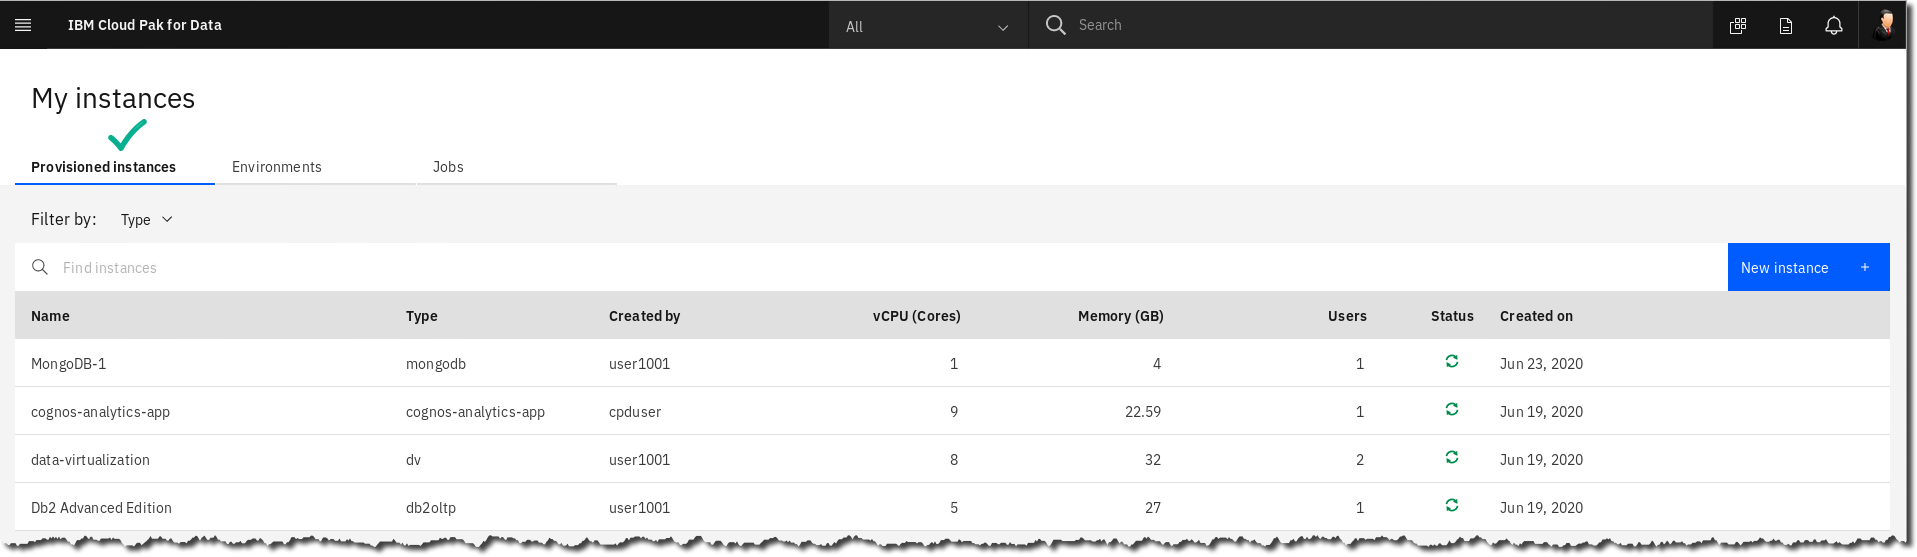 IBM Cloud Pak for Data All Search
My instances
Provisioned instances Environments Jobs
Filter by: Type
Find instances New instance +
Name Type Created by vCPU (Cores) Memory (GB) Users Status Created on
MongoDB-1 mongodb user1001 1 4 1 Jun 23, 2020
cognos-analytics-app cognos-analytics-app cpduser 9 22.59 1 Jun 19, 2020
data-virtualization dv user1001 8 32 2 Jun 19, 2020
Db2 Advanced Edition db2oltp user1001 5 27 1 Jun 19, 2020